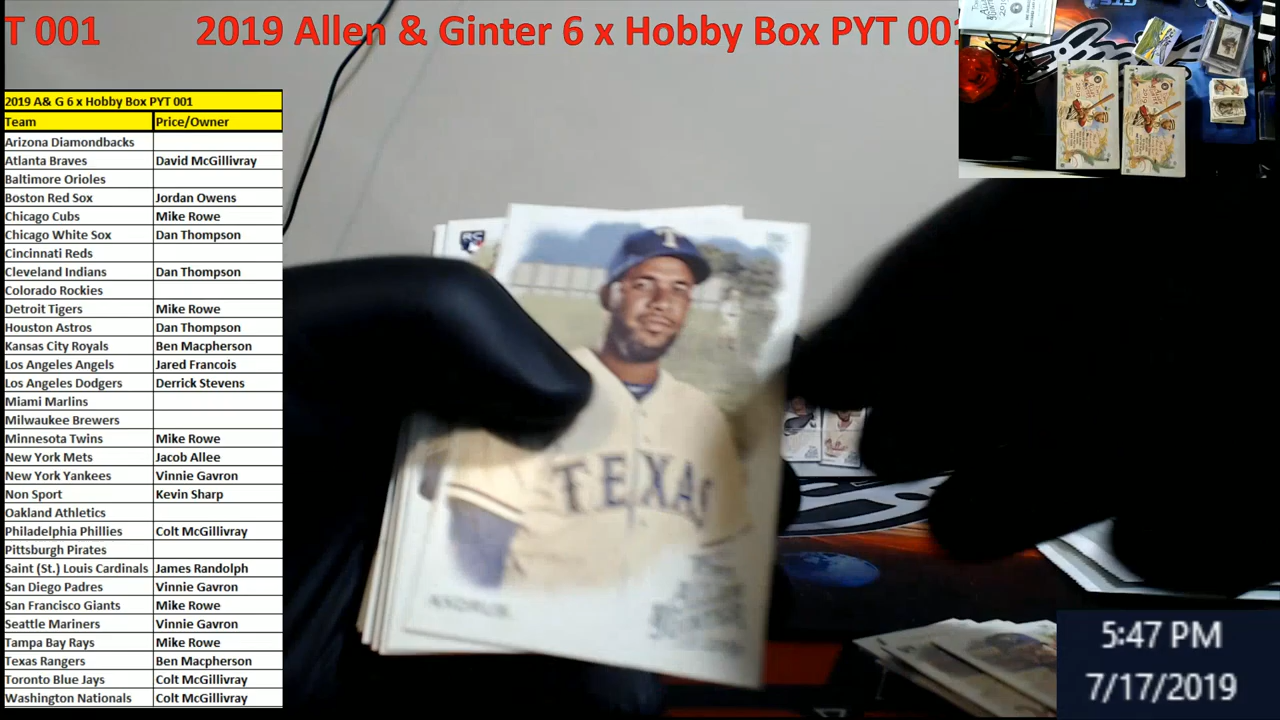 T 001 2019 Allen & Ginter 6 x Hobby Box PYT 001
2019 A& G 6 x Hobby Box PYT 001
Team Price/Owner
Arizona Diamondbacks
Atlanta Braves David McGillivray
Baltimore Orioles
Boston Red Sox Jordan Owens
Chicago Cubs Mike Rowe
Chicago White Sox Dan Thompson
Cincinnati Reds
Cleveland Indians Dan Thompson
Colorado Rockies
Detroit Tigers Mike Rowe
Houston Astros Dan Thompson
Kansas City Royals Ben Macpherson
Los Angeles Angels Jared Francois
Los Angeles Dodgers Derrick Stevens
Miami Marlins
Milwaukee Brewers
Minnesota Twins Mike Rowe
New York Mets Jacob Allee
New York Yankees Vinnie Gavron
Non Sport Kevin Sharp
Oakland Athletics
Philadelphia Phillies Colt McGillivray
Pittsburgh Pirates
Saint (St.) Louis Cardinals James Randolph
San Diego Padres Vinnie Gavron
San Francisco Giants Mike Rowe
Seattle Mariners Vinnie Gavron
Tampa Bay Rays Mike Rowe
Texas Rangers Ben Macpherson
Toronto Blue Jays Colt McGillivray
Washington Nationals Colt McGillivray
T
TEXAS
ANDRUS
5:47 PM
7/17/2019